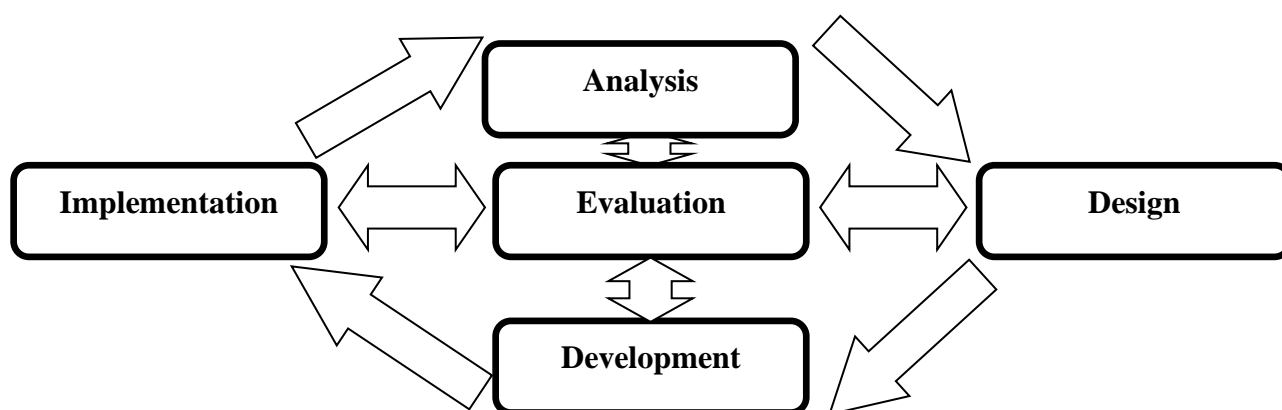 Analysis
Implementation
Evaluation
Design
Development